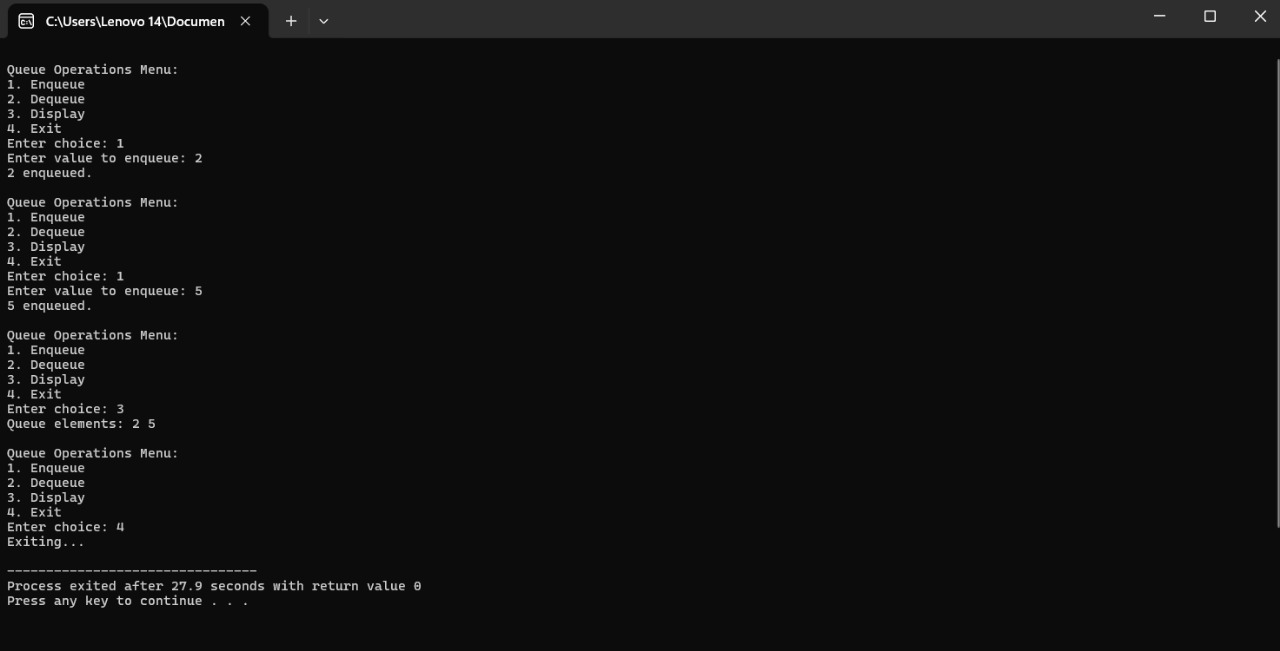 C:\Users\Lenovo 14\Documen
Queue Operations Menu:
1. Enqueue
2. Dequeue
3. Display
4. Exit
Enter choice: 1
Enter value to enqueue: 2
2 enqueued.
Queue Operations Menu:
1. Enqueue
2. Dequeue
3. Display
4. Exit
Enter choice: 1
Enter value to enqueue: 5
5 enqueued.
Queue Operations Menu:
1. Enqueue
2. Dequeue
3. Display
4. Exit
Enter choice: 3
Queue elements: 2 5
Queue Operations Menu:
1. Enqueue
2. Dequeue
3. Display
4. Exit
Enter choice: 4
Exiting...
--------------------------------
Process exited after 27.9 seconds with return value 0
Press any key to continue . . .